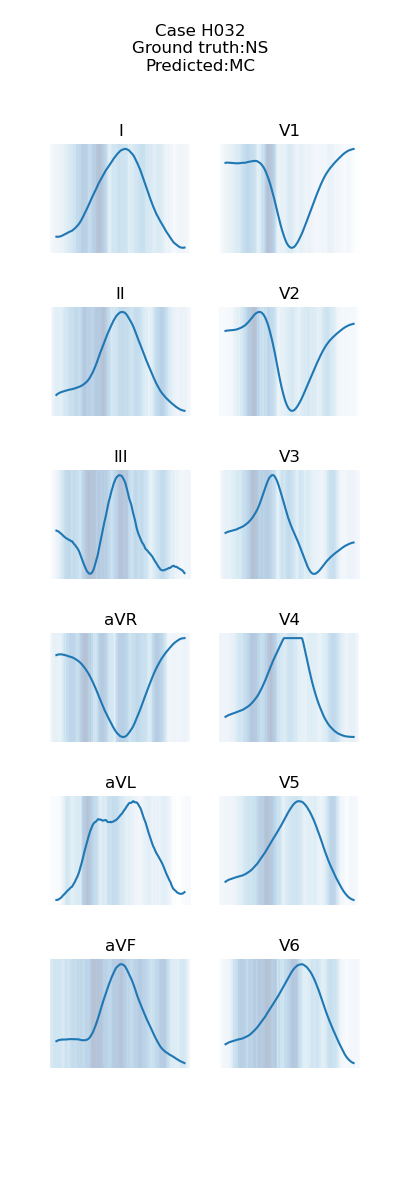 Case H032
Ground truth:NS
Predicted:MC
I
V1
II
V2
III
V3
aVR
V4
aVL
V5
aVF
V6